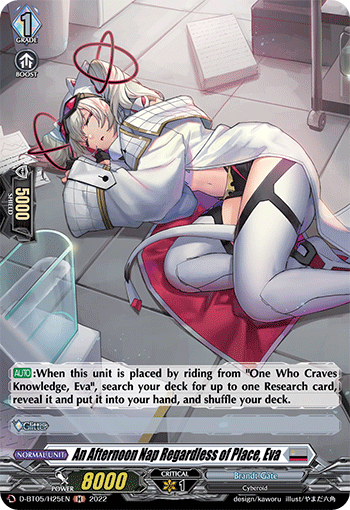 1
GRADE
BOOST
5000
SHIELD
AUTO:When this unit is placed by riding from "One Who Craves
Knowledge, Eva", search your deck for up to one Research card,
reveal it and put it into your hand, and shuffle your deck.
NORMAL UNIT
An Afternoon Nap Regardless of Place, Eva
POWER 8000
CRITICAL
1
Brandt Gate
Cyberoid
D-BT05/H25EN H 2022
design/kaworu illust/やまだ六角